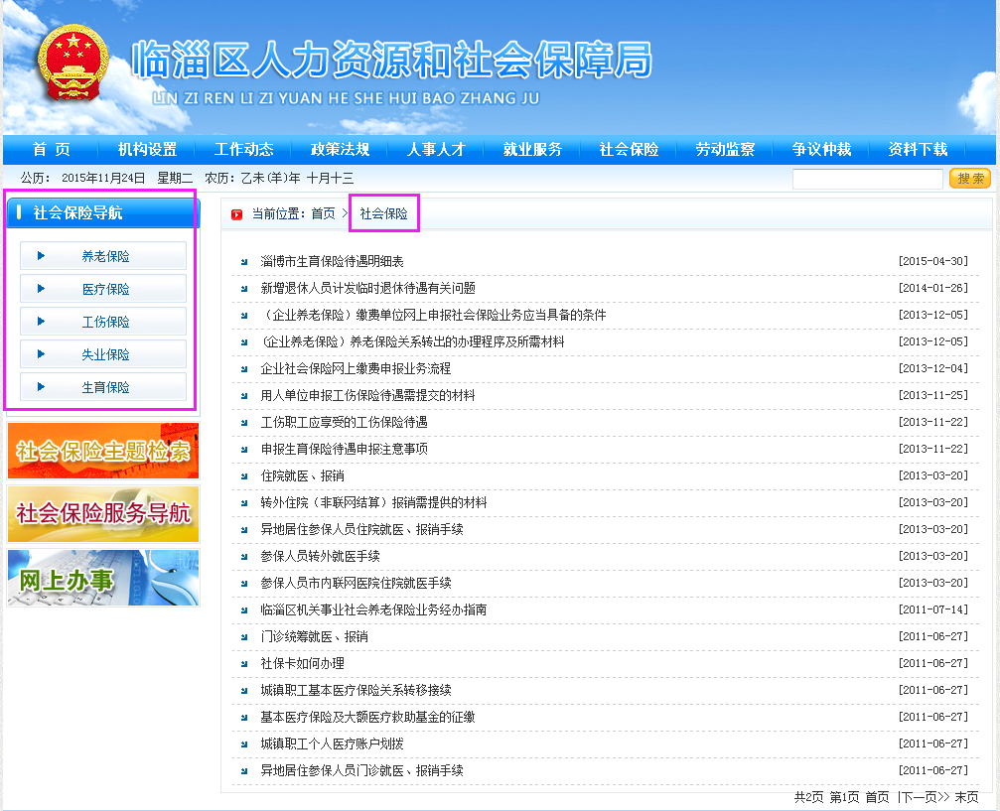 临淄区人力资源和社会保障局
LIN ZI REN LI ZI YUAN HE SHE HUI BAO ZHANG JU
首 页 机构设置 工作动态 政策法规 人事人才 就业服务 社会保险 劳动监察 争议仲裁 资料下载
公历: 2015年11月24日 星期二 农历: 乙未(羊)年 十月十三 搜 索
社会保险导航
养老保险
医疗保险
工伤保险
失业保险
生育保险
社会保险主题检索
社会保险服务导航
网上办事
当前位置: 首页 > 社会保险
淄博市生育保险待遇明细表 [2015-04-30]
新增退休人员计发临时退休待遇有关问题 [2014-01-26]
（企业养老保险）缴费单位网上申报社会保险业务应当具备的条件 [2013-12-05]
(企业养老保险）养老保险关系转出的办理程序及所需材料 [2013-12-05]
企业社会保险网上缴费申报业务流程 [2013-12-04]
用人单位申报工伤保险待遇需提交的材料 [2013-11-25]
工伤职工应享受的工伤保险待遇 [2013-11-22]
申报生育保险待遇申报注意事项 [2013-11-22]
住院就医、报销 [2013-03-20]
转外住院（非联网结算）报销需提供的材料 [2013-03-20]
异地居住参保人员住院就医、报销手续 [2013-03-20]
参保人员转外就医手续 [2013-03-20]
参保人员市内联网医院住院就医手续 [2013-03-20]
临淄区机关事业社会养老保险业务经办指南 [2011-07-14]
门诊统筹就医、报销 [2011-06-27]
社保卡如何办理 [2011-06-27]
城镇职工基本医疗保险关系转移接续 [2011-06-27]
基本医疗保险及大额医疗救助基金的征缴 [2011-06-27]
城镇职工个人医疗账户划拨 [2011-06-27]
异地居住参保人员门诊就医、报销手续 [2011-06-27]
共2页 第1页 首页 |下一页>> 末页